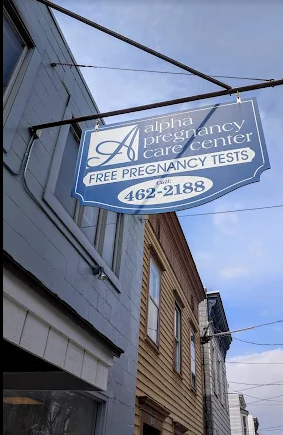 A
alpha
pregnancy
care center
FREE PREGNANCY TESTS
Call:
462-2188